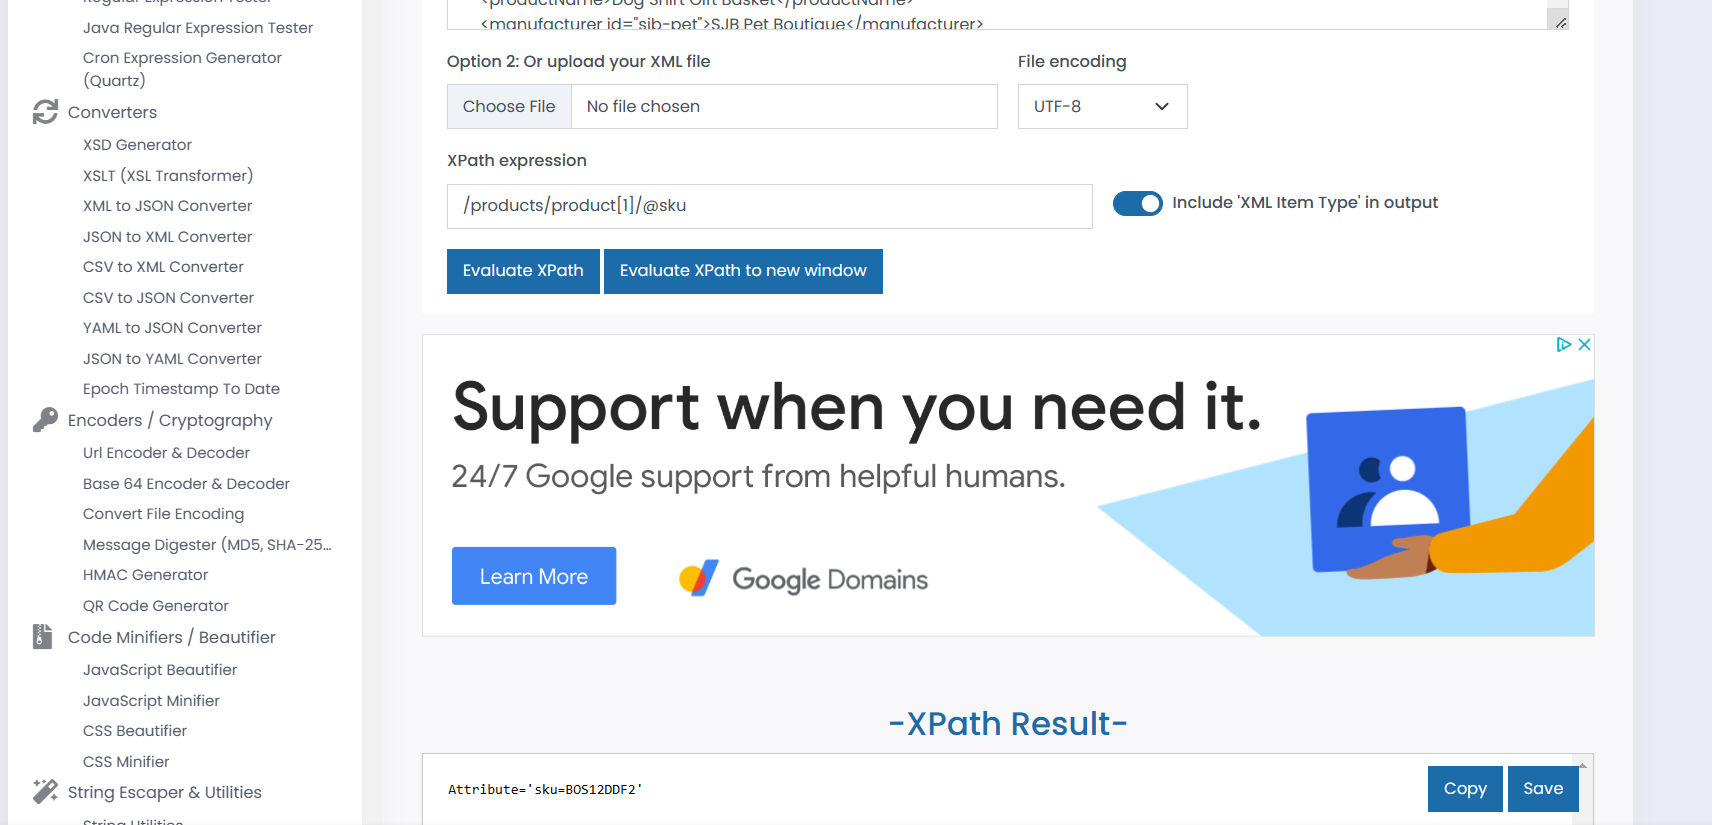 Java Regular Expression Tester
Cron Expression Generator
(Quartz)
Converters
XSD Generator
XSLT (XSL Transformer)
XML to JSON Converter
JSON to XML Converter
CSV to XML Converter
CSV to JSON Converter
YAML to JSON Converter
JSON to YAML Converter
Epoch Timestamp To Date
Encoders / Cryptography
Url Encoder & Decoder
Base 64 Encoder & Decoder
Convert File Encoding
Message Digester (MD5, SHA-25...
HMAC Generator
QR Code Generator
Code Minifiers / Beautifier
JavaScript Beautifier
JavaScript Minifier
CSS Beautifier
CSS Minifier
String Escaper & Utilities
String Utilities
<productName>Dog Shirt Gift Basket</productName>
<manufacturer id="sjb-pet">SJB Pet Boutique</manufacturer>
Option 2: Or upload your XML file
File encoding
Choose File No file chosen
UTF-8
XPath expression
/products/product[1]/@sku
Include 'XML Item Type' in output
Evaluate XPath
Evaluate XPath to new window
Support when you need it.
24/7 Google support from helpful humans.
Learn More
Google Domains
-XPath Result-
Copy
Save
Attribute='sku=BOS12DDF2'